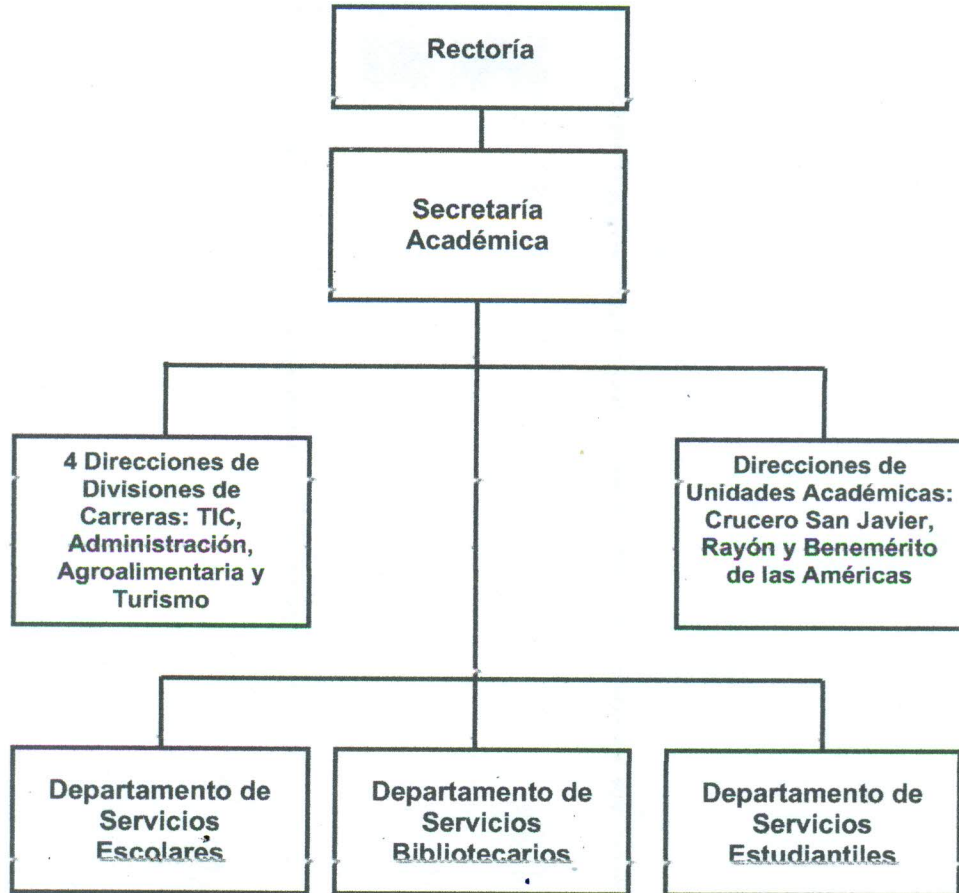 Rectoría
Secretaría
Académica
4 Direcciones de
Divisiones de
Carreras: TIC,
Administración,
Agroalimentaria y
Turismo
Direcciones de
Unidades Académicas:
Crucero San Javier,
Rayón y Benemérito
de las Américas
Departamento de
Servicios
Escolares
Departamento de
Servicios
Bibliotecarios
Departamento de
Servicios
Estudiantiles